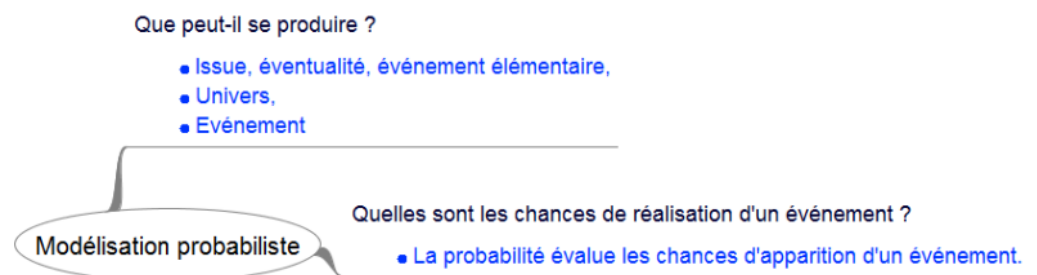 Que peut-il se produire ?
Issue, éventualité, événement élémentaire,
Univers,
Evénement
Quelles sont les chances de réalisation d'un événement ?
Modélisation probabiliste
La probabilité évalue les chances d'apparition d'un événement.